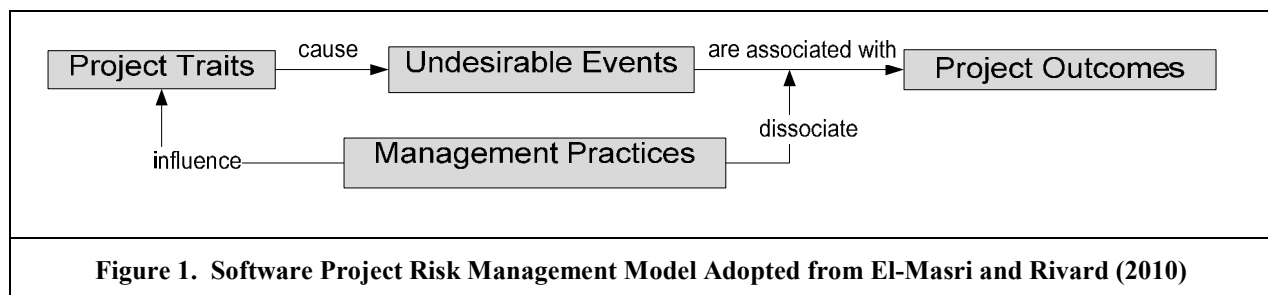 cause
are associated with
Project Traits
Undesirable Events
Project Outcomes
dissociate
influence
Management Practices
Figure 1. Software Project Risk Management Model Adopted from El-Masri and Rivard (2010)